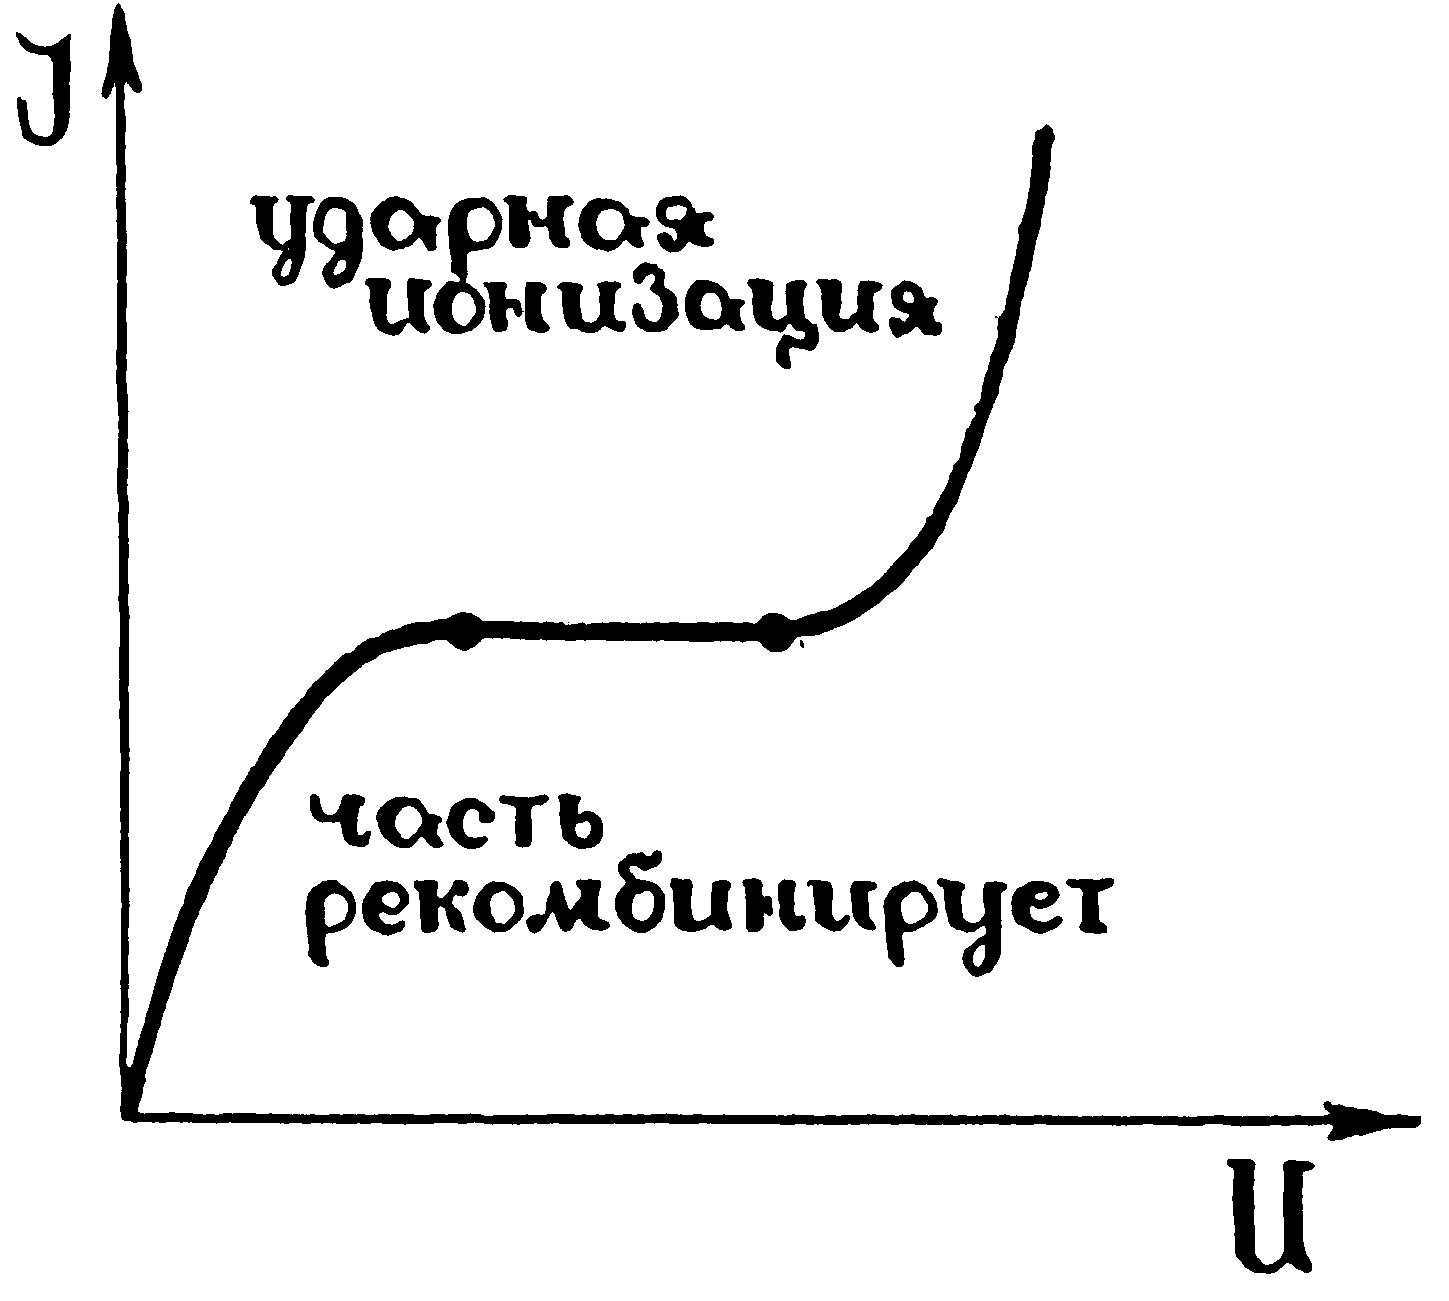 J
ударная
ионизация
часть
рекомбинирует
U